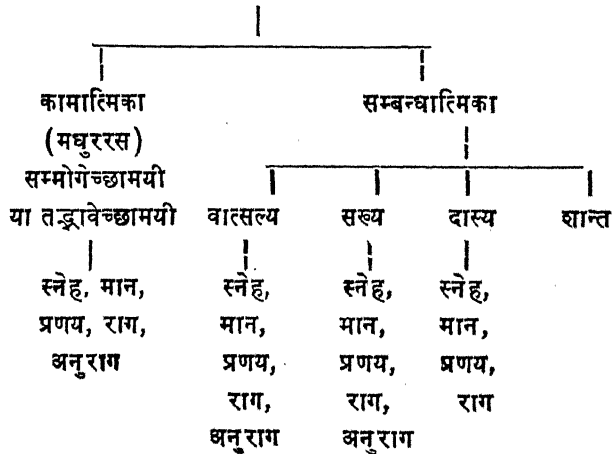 कामात्मिका सम्बन्धात्मिका
(मधुररस)
सम्मोगेच्छामयी
या तद्भावेच्छामयी वात्सल्य सख्य दास्य शान्त
स्नेह, मान, स्नेह, स्नेह, स्नेह,
प्रणय, राग, मान, मान, मान,
अनुराग प्रणय, प्रणय, प्रणय,
राग, राग, राग
अनुराग अनुराग